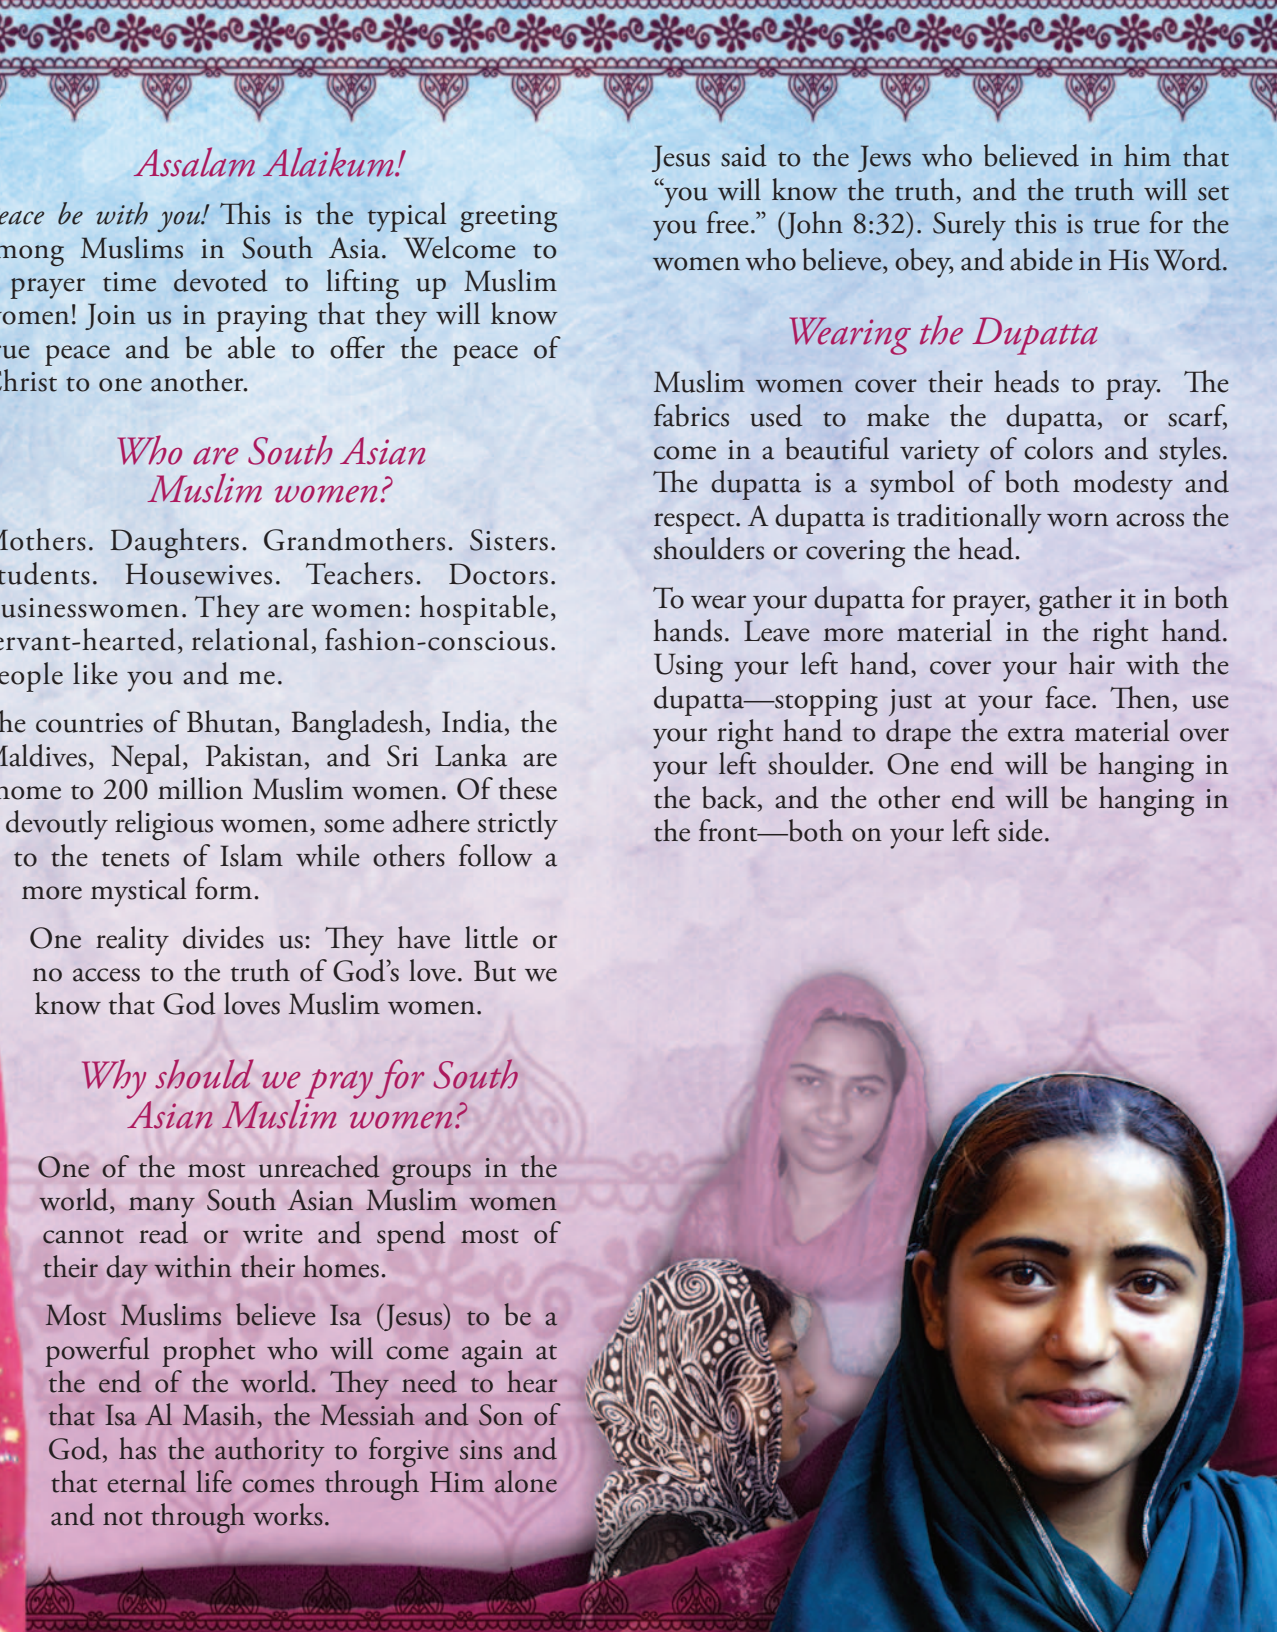 Assalam Alaikum!
eace be with you! This is the typical greeting
mong Muslims in South Asia. Welcome to
prayer time devoted to lifting up Muslim
omen! Join us in praying that they will know
rue peace and be able to offer the peace of
Christ to one another.
Who are South Asian
Muslim women?
Mothers. Daughters. Grandmothers. Sisters.
tudents. Housewives. Teachers. Doctors.
usinesswomen. They are women: hospitable,
ervant-hearted, relational, fashion-conscious.
eople like you and me.
he countries of Bhutan, Bangladesh, India, the
Maldives, Nepal, Pakistan, and Sri Lanka are
home to 200 million Muslim women. Of these
devoutly religious women, some adhere strictly
to the tenets of Islam while others follow a
more mystical form.
One reality divides us: They have little or
no access to the truth of God’s love. But we
know that God loves Muslim women.
Why should we pray for South
Asian Muslim women?
One of the most unreached groups in the
world, many South Asian Muslim women
cannot read or write and spend most of
their day within their homes.
Most Muslims believe Isa (Jesus) to be a
powerful prophet who will come again at
the end of the world. They need to hear
that Isa Al Masih, the Messiah and Son of
God, has the authority to forgive sins and
that eternal life comes through Him alone
and not through works.
Jesus said to the Jews who believed in him that
“you will know the truth, and the truth will set
you free.” (John 8:32). Surely this is true for the
women who believe, obey, and abide in His Word.
Wearing the Dupatta
Muslim women cover their heads to pray. The
fabrics used to make the dupatta, or scarf,
come in a beautiful variety of colors and styles.
The dupatta is a symbol of both modesty and
respect. A dupatta is traditionally worn across the
shoulders or covering the head.
To wear your dupatta for prayer, gather it in both
hands. Leave more material in the right hand.
Using your left hand, cover your hair with the
dupatta—stopping just at your face. Then, use
your right hand to drape the extra material over
your left shoulder. One end will be hanging in
the back, and the other end will be hanging in
the front—both on your left side.